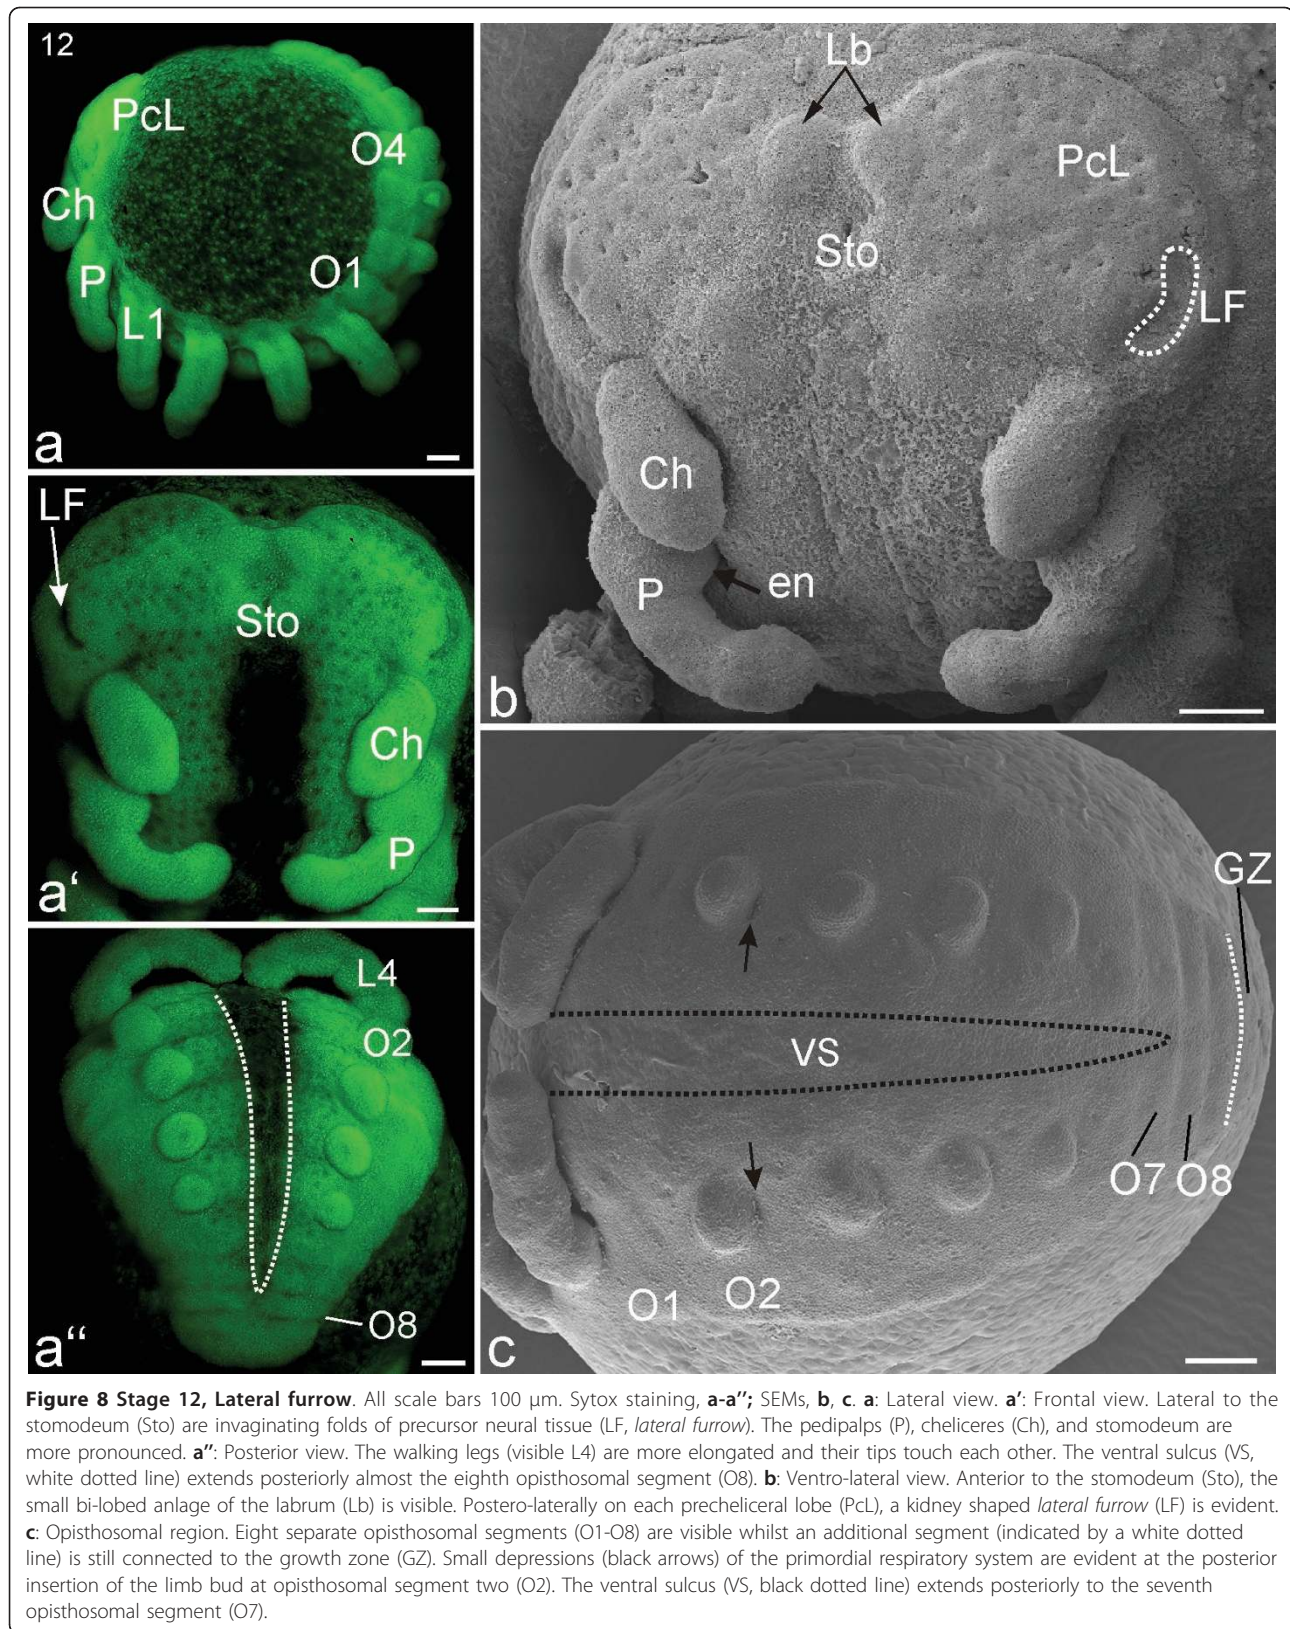 12
PcL
O4
Ch
O1
P
L1
a
Lb
PcL
Sto
LF
Ch
en
P
b
LF
Sto
Ch
P
a‘
L4
O2
O8
a“
GZ
VS
O7 O8
O2
O1
c
Figure 8 Stage 12, Lateral furrow. All scale bars 100 μm. Sytox staining, a-a’’; SEMs, b, c. a: Lateral view. a’: Frontal view. Lateral to the
stomodeum (Sto) are invaginating folds of precursor neural tissue (LF, lateral furrow). The pedipalps (P), cheliceres (Ch), and stomodeum are
more pronounced. a’’: Posterior view. The walking legs (visible L4) are more elongated and their tips touch each other. The ventral sulcus (VS,
white dotted line) extends posteriorly almost the eighth opisthosomal segment (O8). b: Ventro-lateral view. Anterior to the stomodeum (Sto), the
small bi-lobed anlage of the labrum (Lb) is visible. Postero-laterally on each precheliceral lobe (PcL), a kidney shaped lateral furrow (LF) is evident.
c: Opisthosomal region. Eight separate opisthosomal segments (O1-O8) are visible whilst an additional segment (indicated by a white dotted
line) is still connected to the growth zone (GZ). Small depressions (black arrows) of the primordial respiratory system are evident at the posterior
insertion of the limb bud at opisthosomal segment two (O2). The ventral sulcus (VS, black dotted line) extends posteriorly to the seventh
opisthosomal segment (O7).